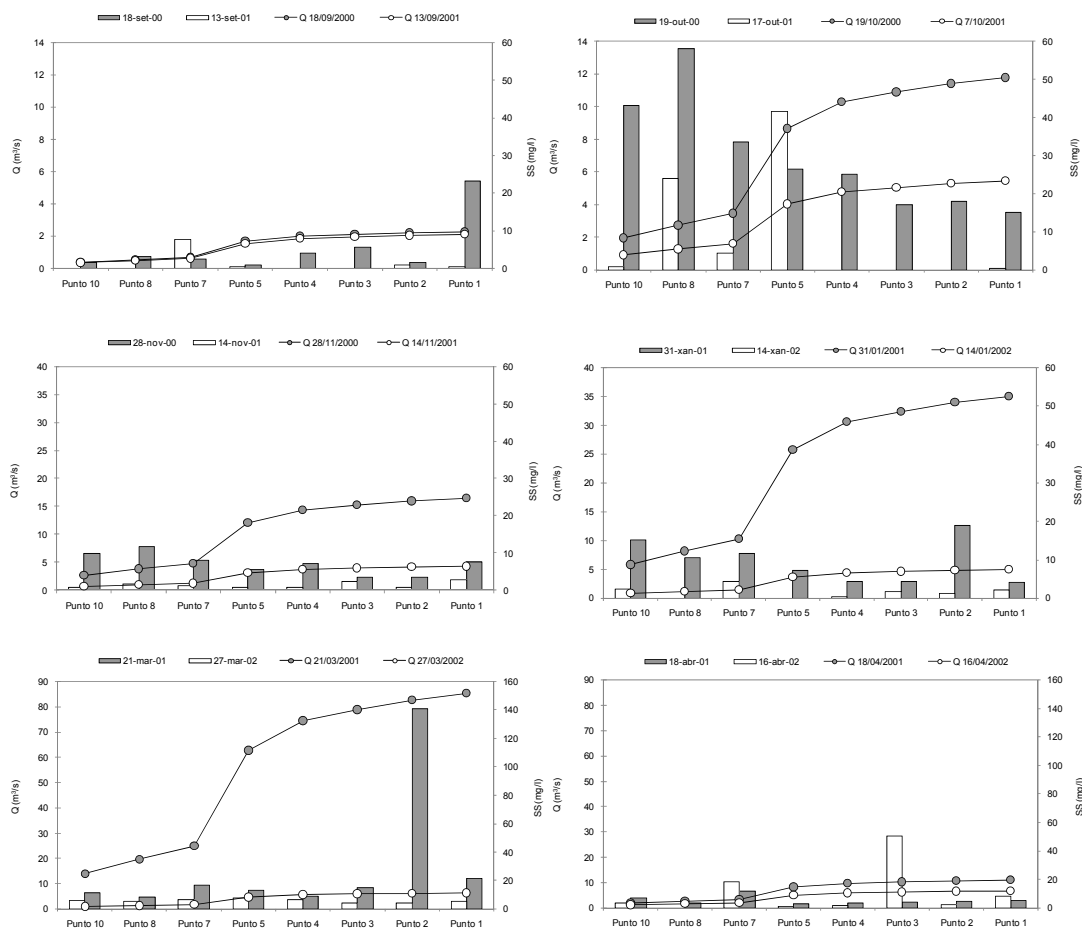 18-set-00 13-set-01 Q 18/09/2000 Q 13/09/2001
14 12 10 8 6 4 2 0
Q (m³/s)
60 50 40 30 20 10 0
SS (mg/l)
Punto 10 Punto 8 Punto 7 Punto 5 Punto 4 Punto 3 Punto 2 Punto 1
19-out-00 17-out-01 Q 19/10/2000 Q 7/10/2001
14 12 10 8 6 4 2 0
Q (m³/s)
60 50 40 30 20 10 0
SS (mg/l)
Punto 10 Punto 8 Punto 7 Punto 5 Punto 4 Punto 3 Punto 2 Punto 1
28-nov-00 14-nov-01 Q 28/11/2000 Q 14/11/2001
40 35 30 25 20 15 10 5 0
Q (m³/s)
60 50 40 30 20 10 0
SS (mg/l)
Punto 10 Punto 8 Punto 7 Punto 5 Punto 4 Punto 3 Punto 2 Punto 1
31-xan-01 14-xan-02 Q 31/01/2001 Q 14/01/2002
40 35 30 25 20 15 10 5 0
Q (m³/s)
60 50 40 30 20 10 0
SS (mg/l)
Punto 10 Punto 8 Punto 7 Punto 5 Punto 4 Punto 3 Punto 2 Punto 1
21-mar-01 27-mar-02 Q 21/03/2001 Q 27/03/2002
90 80 70 60 50 40 30 20 10 0
Q (m³/s)
160 140 120 100 80 60 40 20 0
SS (mg/l)
Punto 10 Punto 8 Punto 7 Punto 5 Punto 4 Punto 3 Punto 2 Punto 1
18-abr-01 16-abr-02 Q 18/04/2001 Q 16/04/2002
90 80 70 60 50 40 30 20 10 0
Q (m³/s)
160 140 120 100 80 60 40 20 0
SS (mg/l)
Punto 10 Punto 8 Punto 7 Punto 5 Punto 4 Punto 3 Punto 2 Punto 1